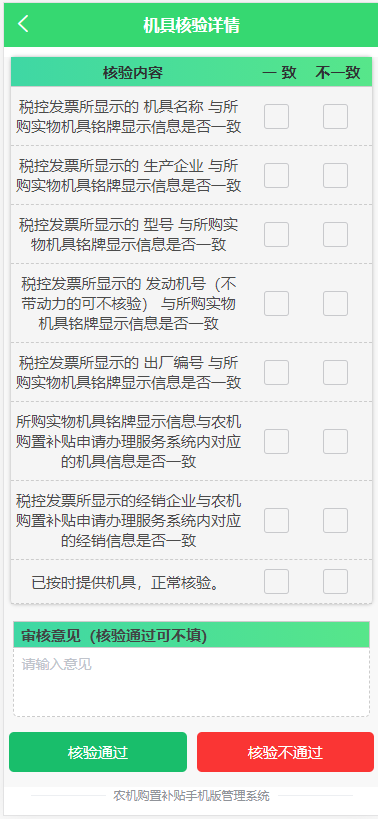 机具核验详情
核验内容 一 致 不一致
税控发票所显示的 机具名称 与所
购实物机具铭牌显示信息是否一致
税控发票所显示的 生产企业 与所
购实物机具铭牌显示信息是否一致
税控发票所显示的 型号 与所购实
物机具铭牌显示信息是否一致
税控发票所显示的 发动机号（不
带动力的可不核验） 与所购实物
机具铭牌显示信息是否一致
税控发票所显示的 出厂编号 与所
购实物机具铭牌显示信息是否一致
所购实物机具铭牌显示信息与农机
购置补贴申请办理服务系统内对应
的机具信息是否一致
税控发票所显示的经销企业与农机
购置补贴申请办理服务系统内对应
的经销信息是否一致
已按时提供机具，正常核验。
审核意见（核验通过可不填）
请输入意见
核验通过 核验不通过
农机购置补贴手机版管理系统